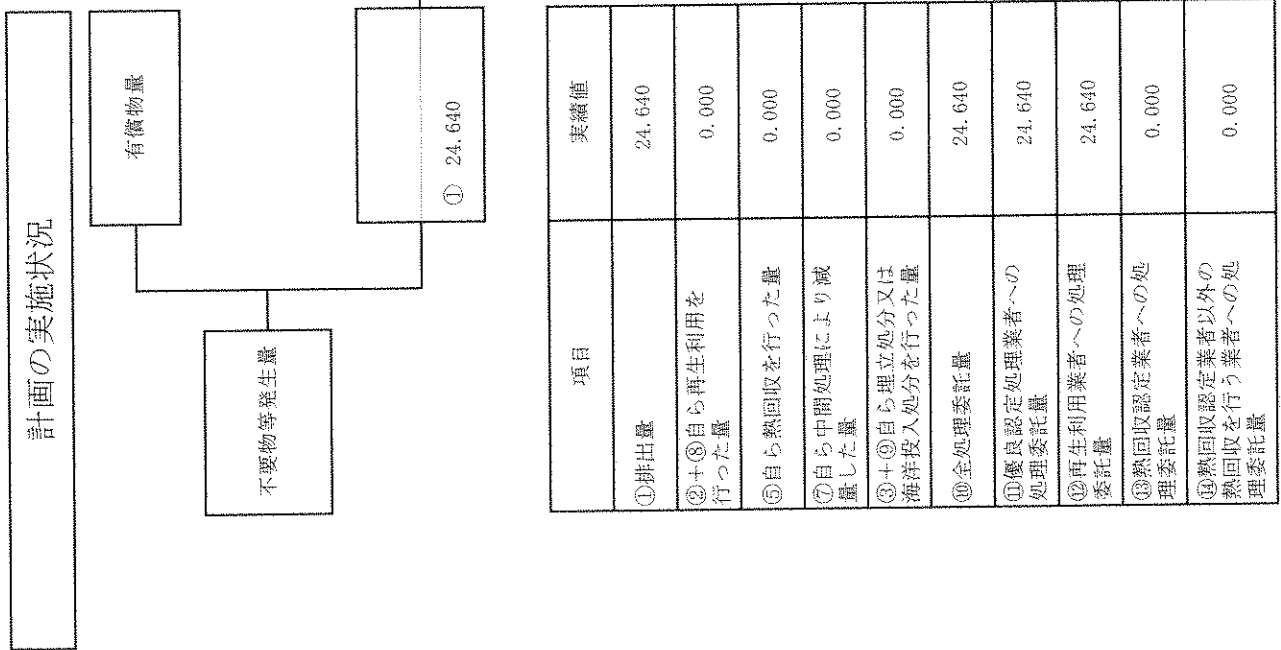 計画の実施状況
有償物量
不要物等発生量
① 24.640
項目
実績値
①排出量
24.640
②+⑧自ら再生利用を
行った量
0.000
⑤自ら熱回収を行った量
0.000
⑦自ら中間処理により減
量した量
0.000
③+⑨自ら埋立処分又は
海洋投入処分を行った量
0.000
⑩全処理委託量
24.640
⑪優良認定処理業者への
処理委託量
24.640
⑫再生利用業者への処理
委託量
24.640
⑬熱回収認定業者への処
理委託量
0.000
⑭熱回収認定業者以外の
熱回収を行う業者への処
理委託量
0.000